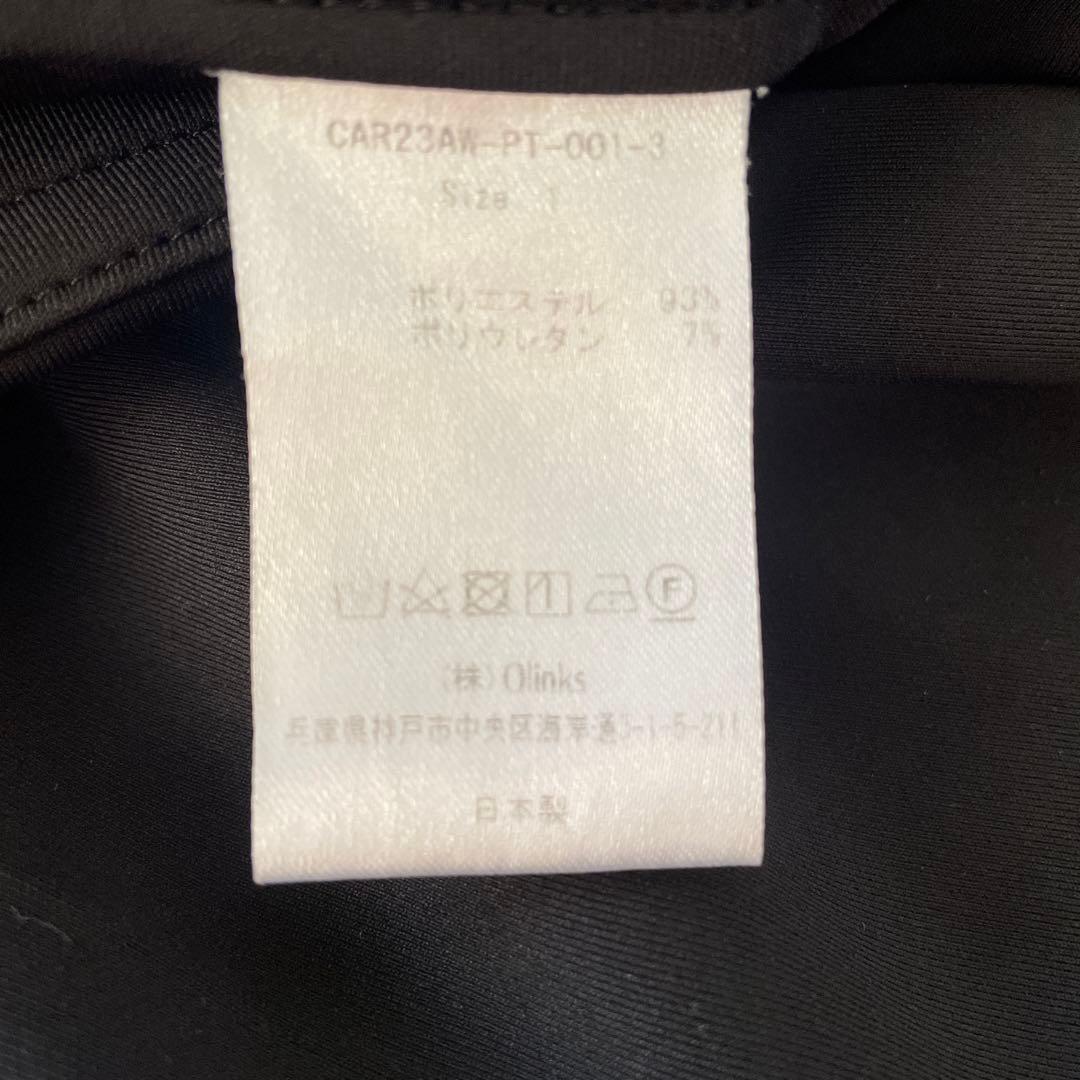 CAR23AW-PT-001-3
Size 1
ポリエステル 93%
ポリウレタン 7%
F
(株)Olinks
兵庫県神戸市中央区海岸通3-1-5-211
日本製